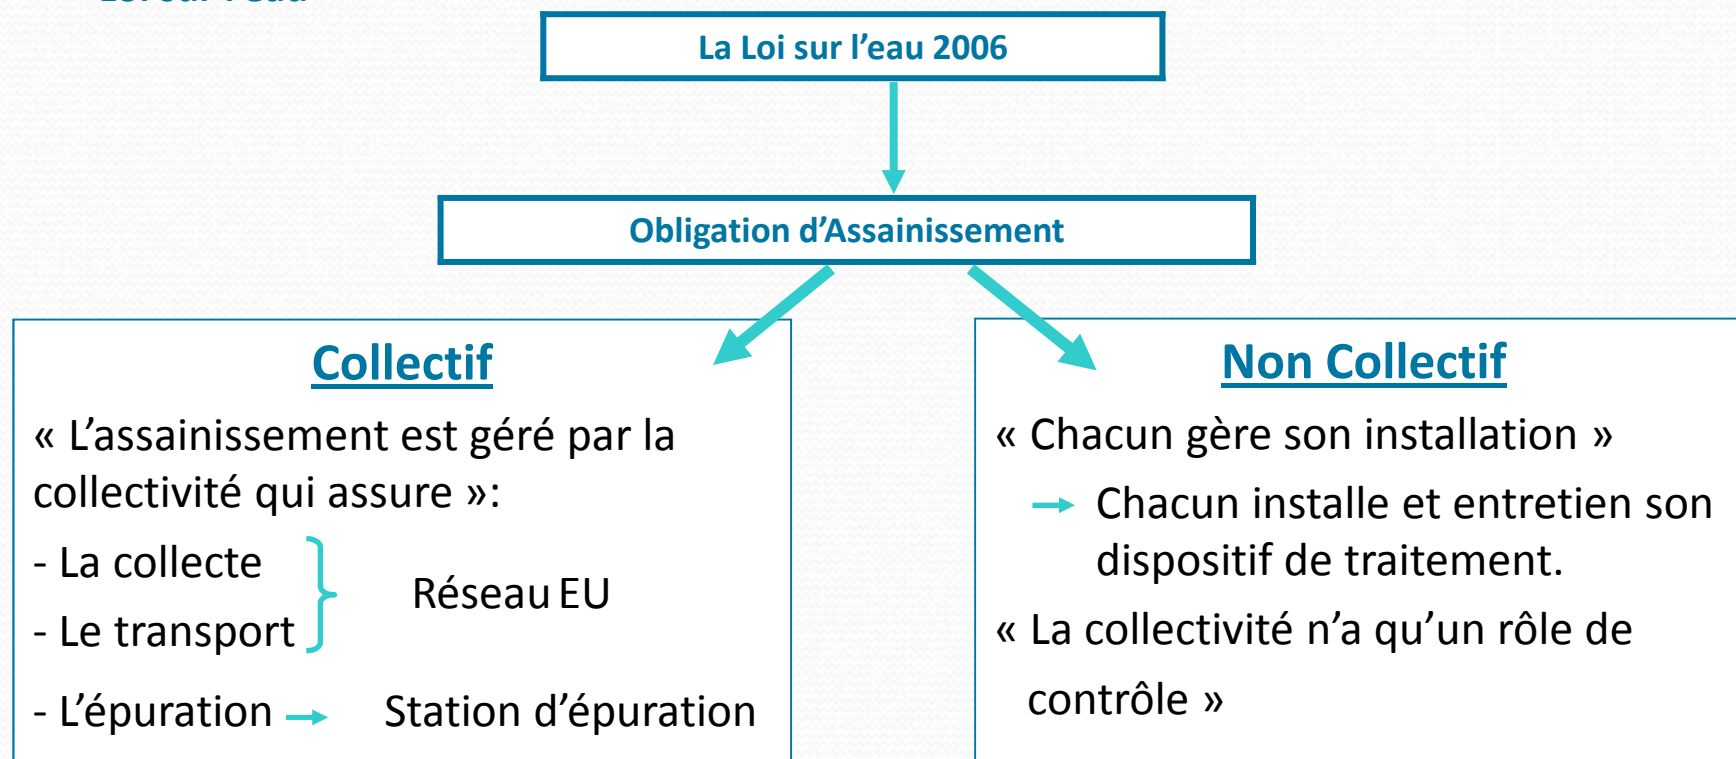 La Loi sur l'eau 2006
Obligation d'Assainissement
Collectif
« L'assainissement est géré par la
collectivité qui assure »:
- La collecte
- Le transport
Réseau EU
- L'épuration
Station d'épuration
Non Collectif
« Chacun gère son installation »
Chacun installe et entretien son
dispositif de traitement.
« La collectivité n'a qu'un rôle de
contrôle »